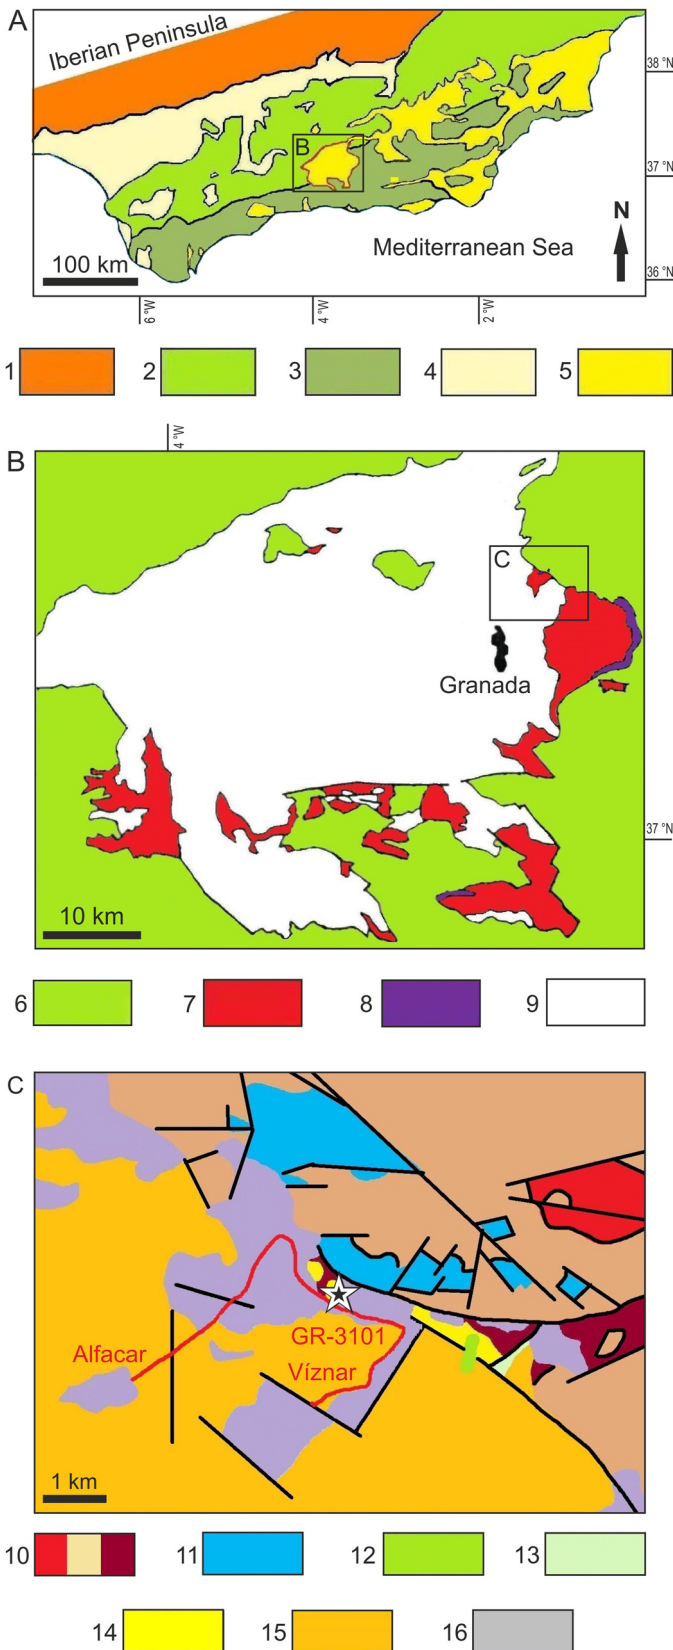 A
Iberian Peninsula
38 °N
B
37 °N
N
Mediterranean Sea
100 km
36 °N
6 °W
4 °W
2 °W
1
2
3
4
5
4 °W
B
C
Granada
37 °N
10 km
6
7
8
9
C
GR-3101
Alfacar
Víznar
1 km
10
11
12
13
14
15
16